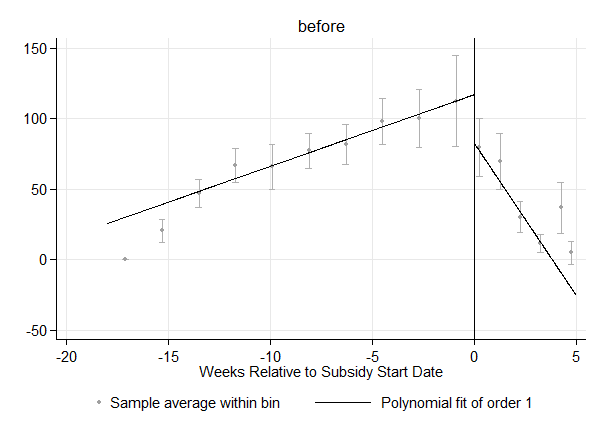 before
150
100
50
0
-50
-20 -15 -10 -5 0 5
Weeks Relative to Subsidy Start Date
Sample average within bin Polynomial fit of order 1